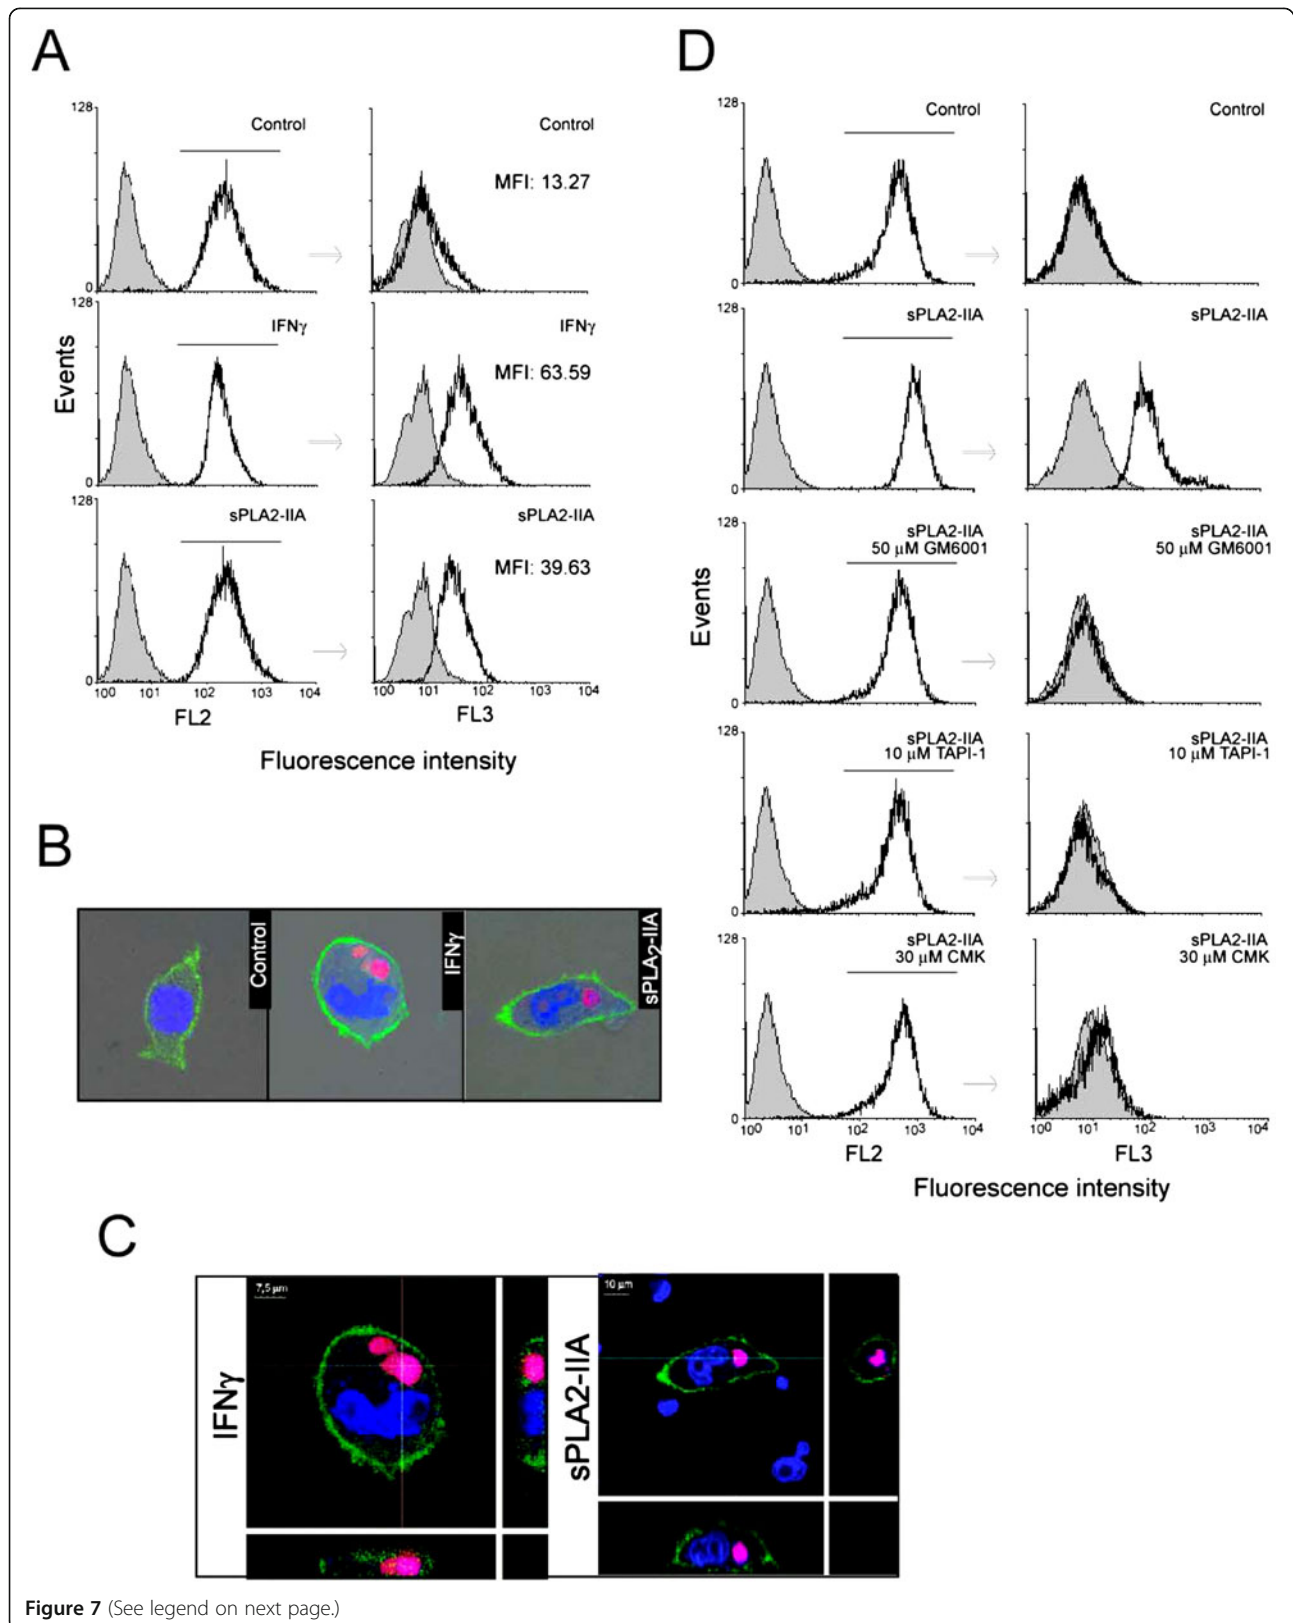 A
128
Control
0
Control
MFI: 13.27
128
IFNγ
0
IFNγ
MFI: 63.59
Events
128
sPLA2-IIA
0
sPLA2-IIA
MFI: 39.63
10⁰ 10¹ 10² 10³ 10⁴
10⁰ 10¹ 10² 10³ 10⁴
FL2
FL3
Fluorescence intensity
B
Control
IFNγ
sPLA₂-IIA
C
IFNγ
7,5 μm
sPLA2-IIA
10 μm
D
128
Control
0
Control
128
sPLA2-IIA
0
sPLA2-IIA
Events
128
sPLA2-IIA
50 μM GM6001
0
sPLA2-IIA
50 μM GM6001
128
sPLA2-IIA
10 μM TAPI-1
0
sPLA2-IIA
10 μM TAPI-1
128
sPLA2-IIA
30 μM CMK
0
sPLA2-IIA
30 μM CMK
10⁰ 10¹ 10² 10³ 10⁴
10⁰ 10¹ 10² 10³ 10⁴
FL2
FL3
Fluorescence intensity
Figure 7 (See legend on next page.)